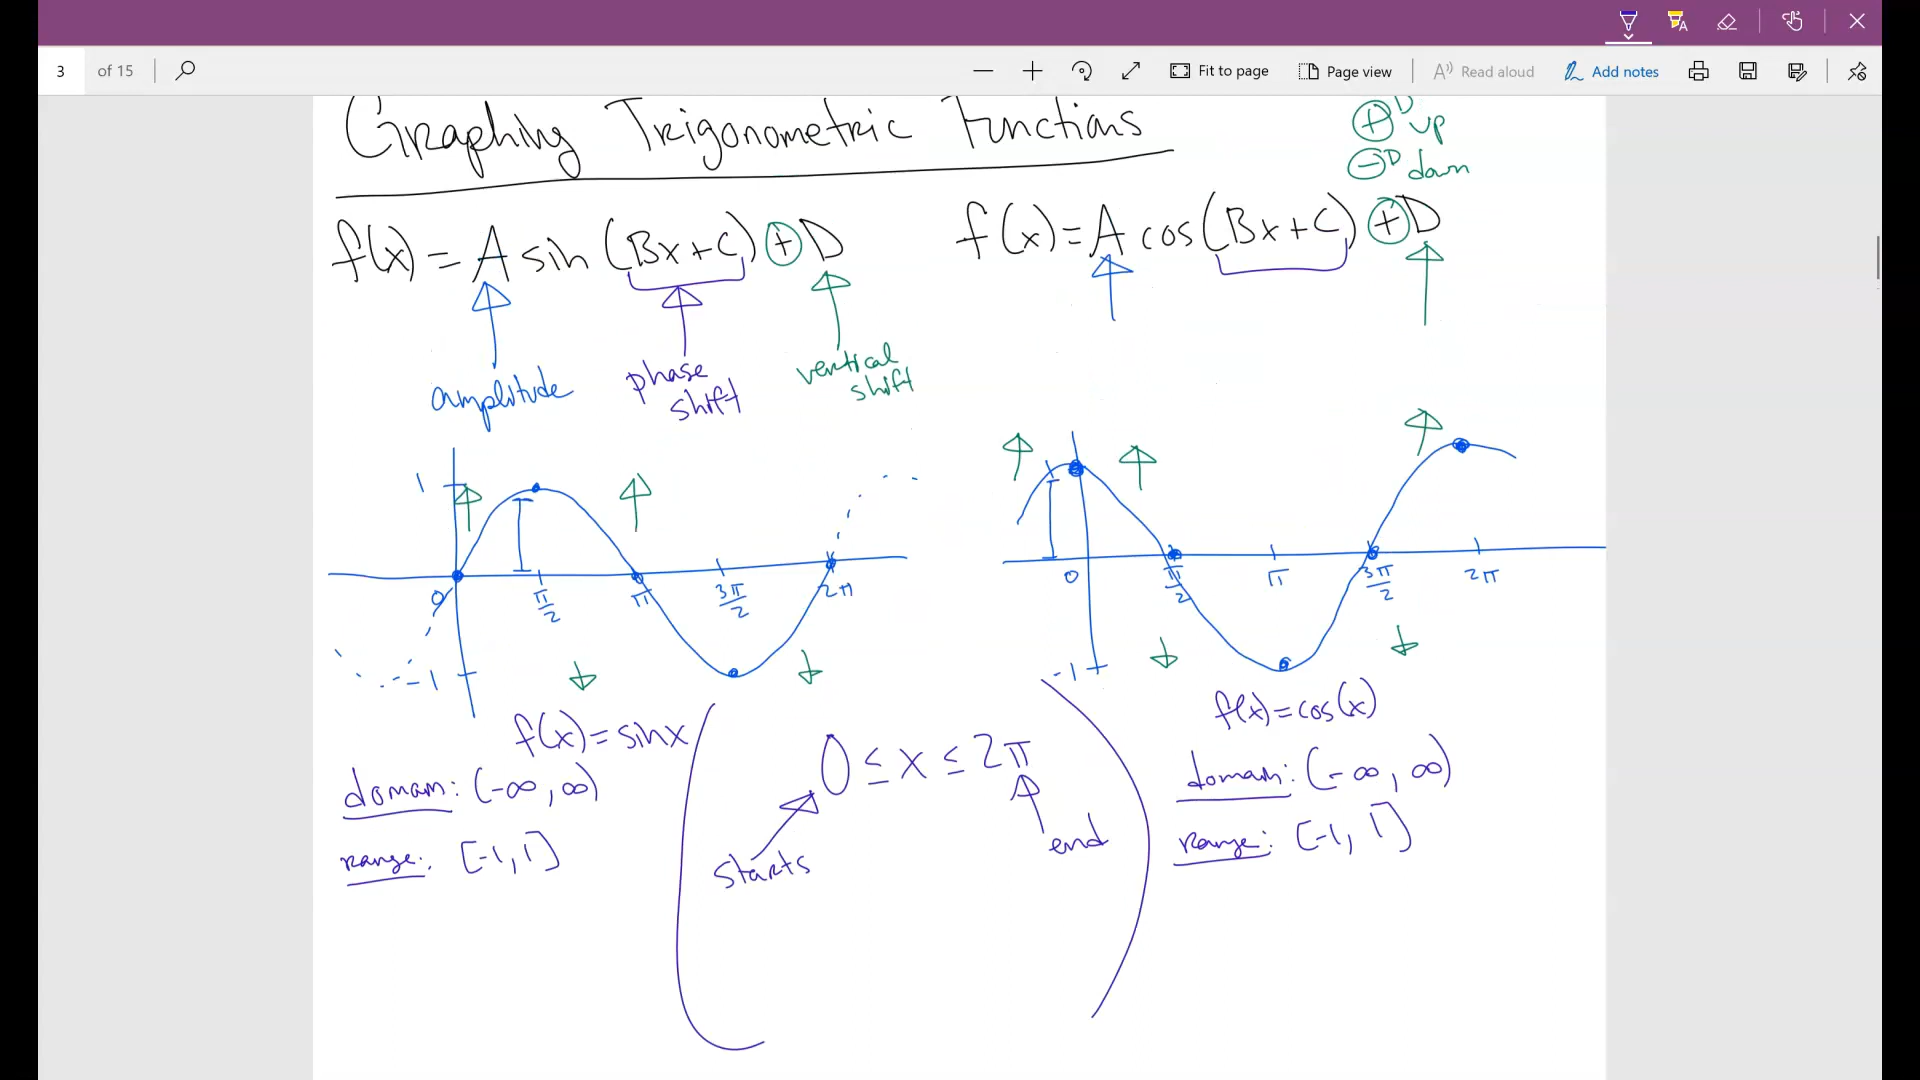 3 of 15
Fit to page
Page view
Read aloud
Add notes
Graphing Trigonometric Functions
⊕D up
⊖D down
f(x) = A sin (Bx+C) ⊕ D
f(x) = A cos (Bx+C) ⊕ D
amplitude
phase shift
vertical shift
1
0
π/2
π
3π/2
2π
-1
0
π/2
π
3π/2
2π
-1
f(x) = sinx
domain: (-∞, ∞)
range: [-1, 1]
0 ≤ x ≤ 2π
starts
end
f(x) = cos(x)
domain: (-∞, ∞)
range: [-1, 1]